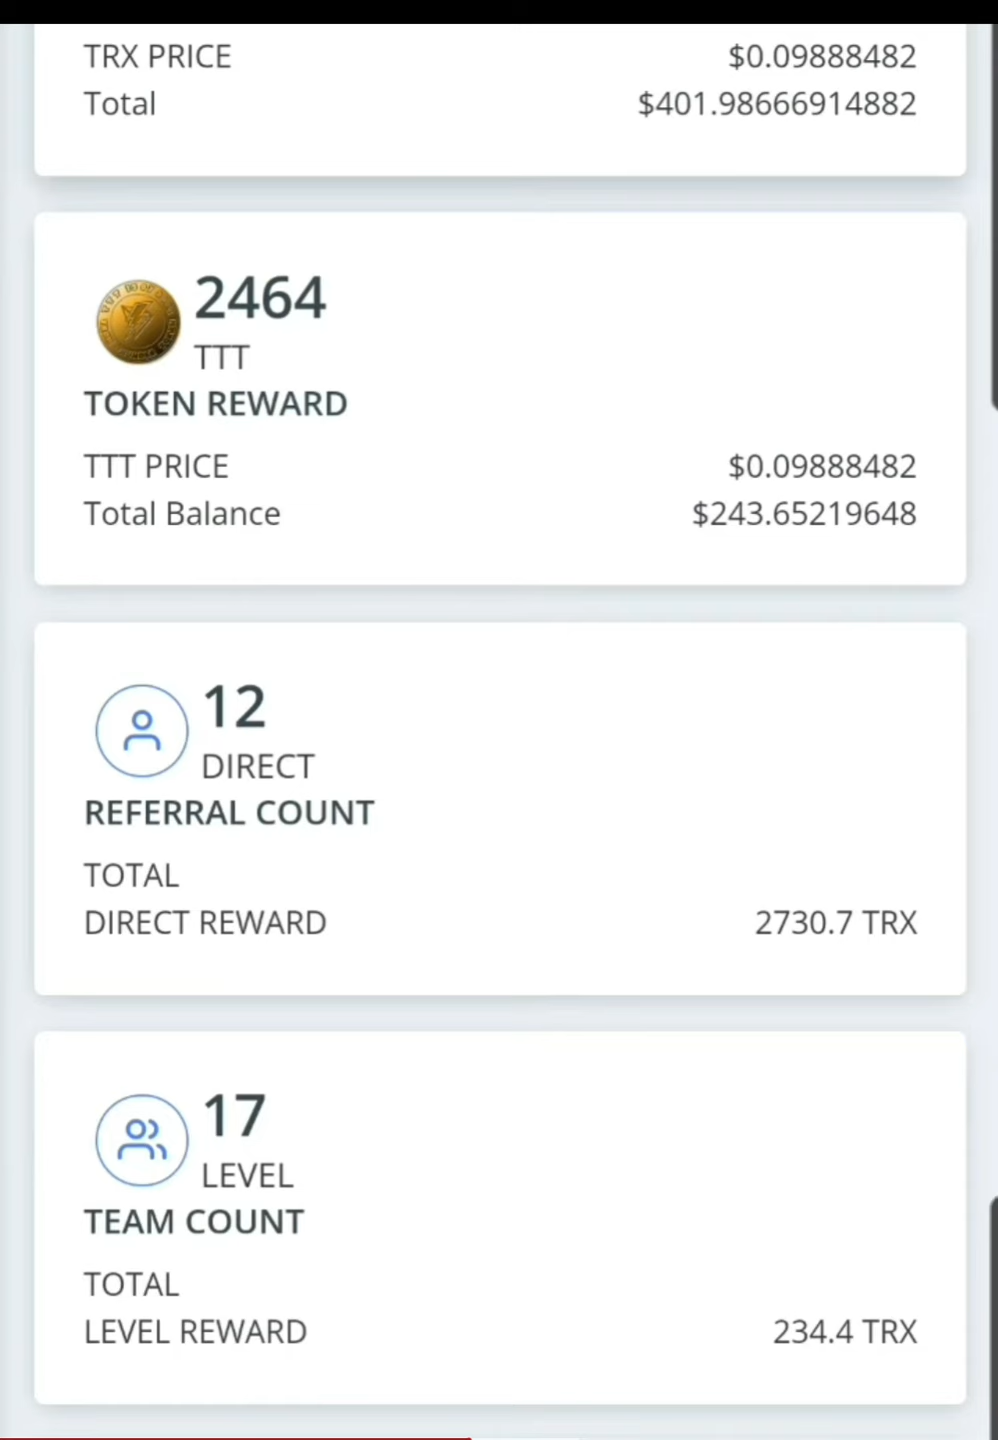 TRX PRICE $0.09888482
Total $401.98666914882
2464
TTT
TOKEN REWARD
TTT PRICE $0.09888482
Total Balance $243.65219648
12
DIRECT
REFERRAL COUNT
TOTAL
DIRECT REWARD 2730.7 TRX
17
LEVEL
TEAM COUNT
TOTAL
LEVEL REWARD 234.4 TRX